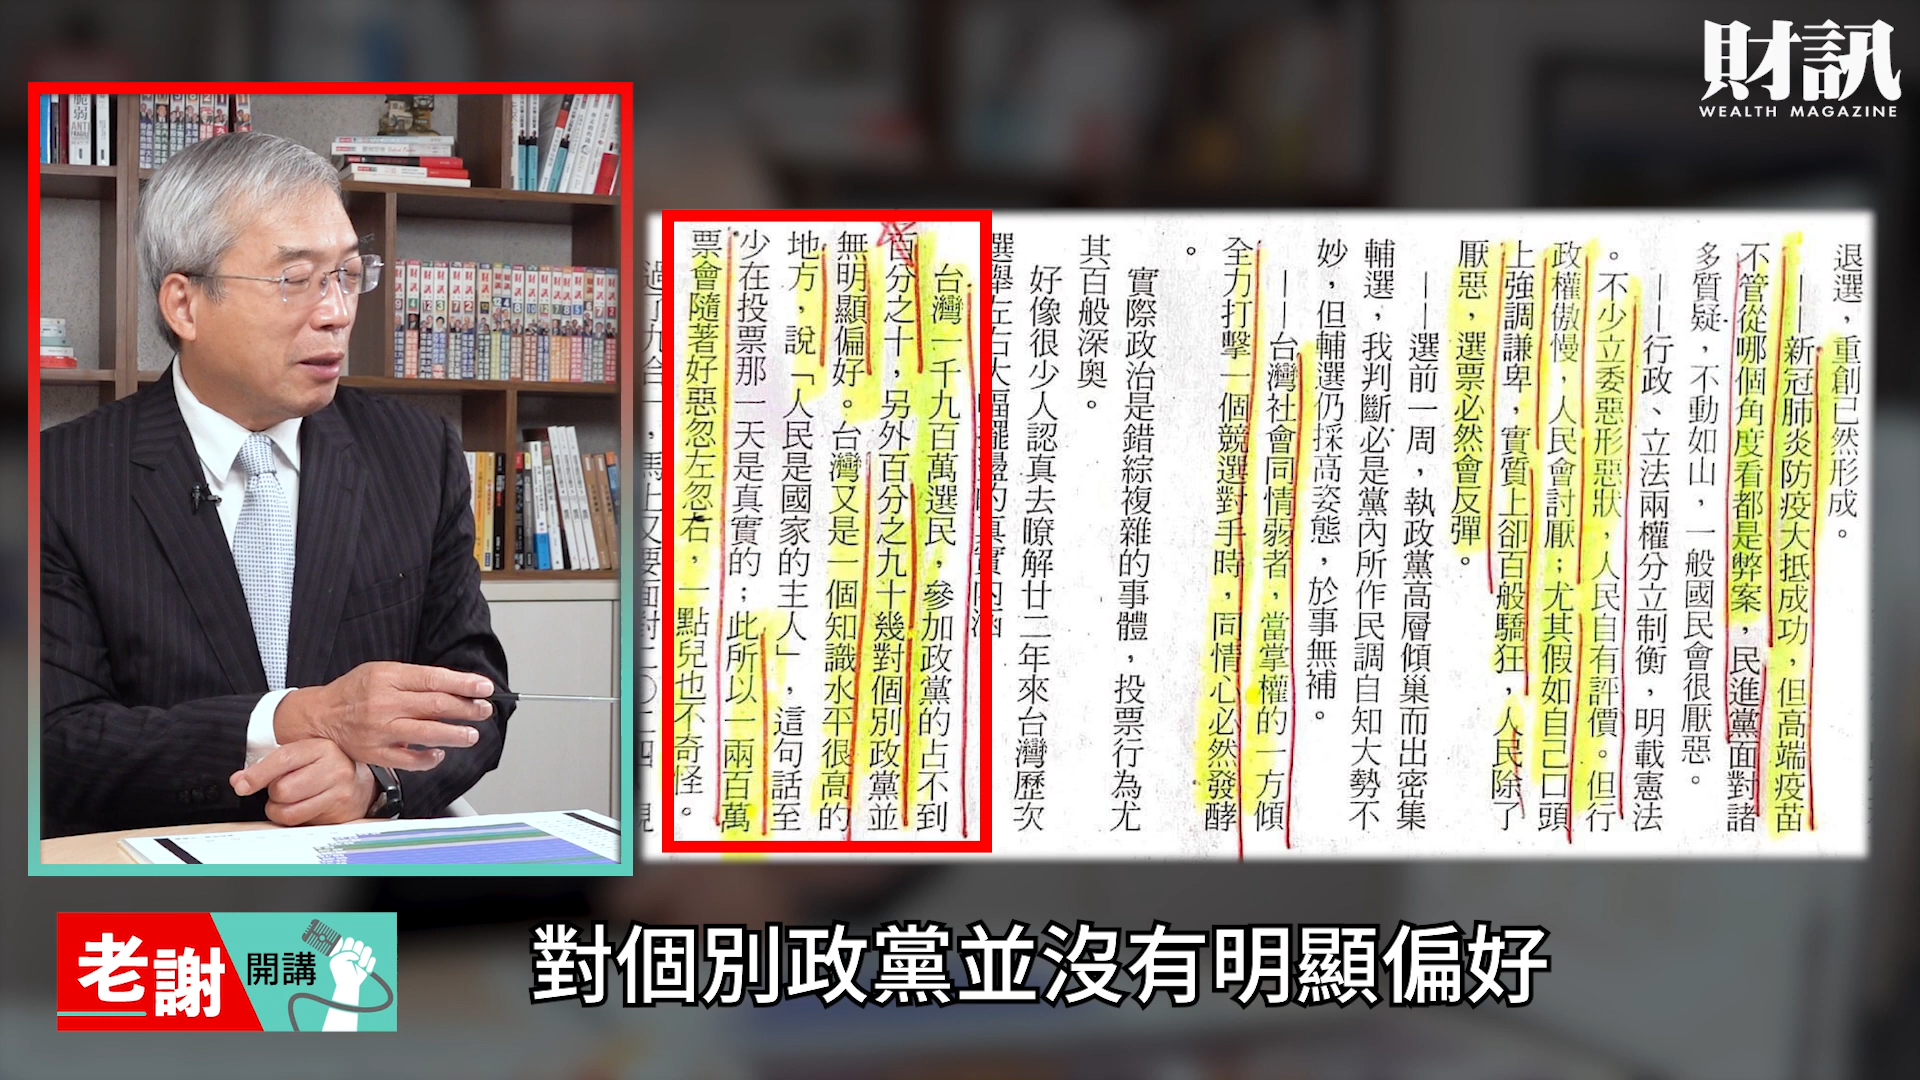 財訊
WEALTH MAGAZINE
退選，重創已然形成。
——新冠肺炎防疫大抵成功，但高端疫苗
不管從哪個角度看都是弊案，民進黨面對諸
多質疑，不動如山，一般國民會很厭惡。
——行政、立法兩權分立制衡，明載憲法
。不少立委惡形惡狀，人民自有評價。但行
政權傲慢，人民會討厭；尤其假如自己口頭
上強調謙卑，實質上卻百般驕狂，人民除了
厭惡，選票必然會反彈。
——選前一周，執政黨高層傾巢而出密集
輔選，我判斷必是黨內所作民調自知大勢不
妙，但輔選仍採高姿態，於事無補。
——台灣社會同情弱者，當掌權的一方傾
全力打擊一個競選對手時，同情心必然發酵
。
實際政治是錯綜複雜的事體，投票行為尤
其百般深奧。
好像很少人認真去瞭解廿二年來台灣歷次
選舉左右大幅擺盪的真實內涵
台灣一千九百萬選民，參加政黨的占不到
百分之十，另外百分之九十幾對個別政黨並
無明顯偏好。台灣又是一個知識水平很高的
地方，說「人民是國家的主人」，這句話至
少在投票那一天是真實的；此所以一兩百萬
票會隨著好惡忽左忽右，一點兒也不奇怪。
老謝
開講
對個別政黨並沒有明顯偏好